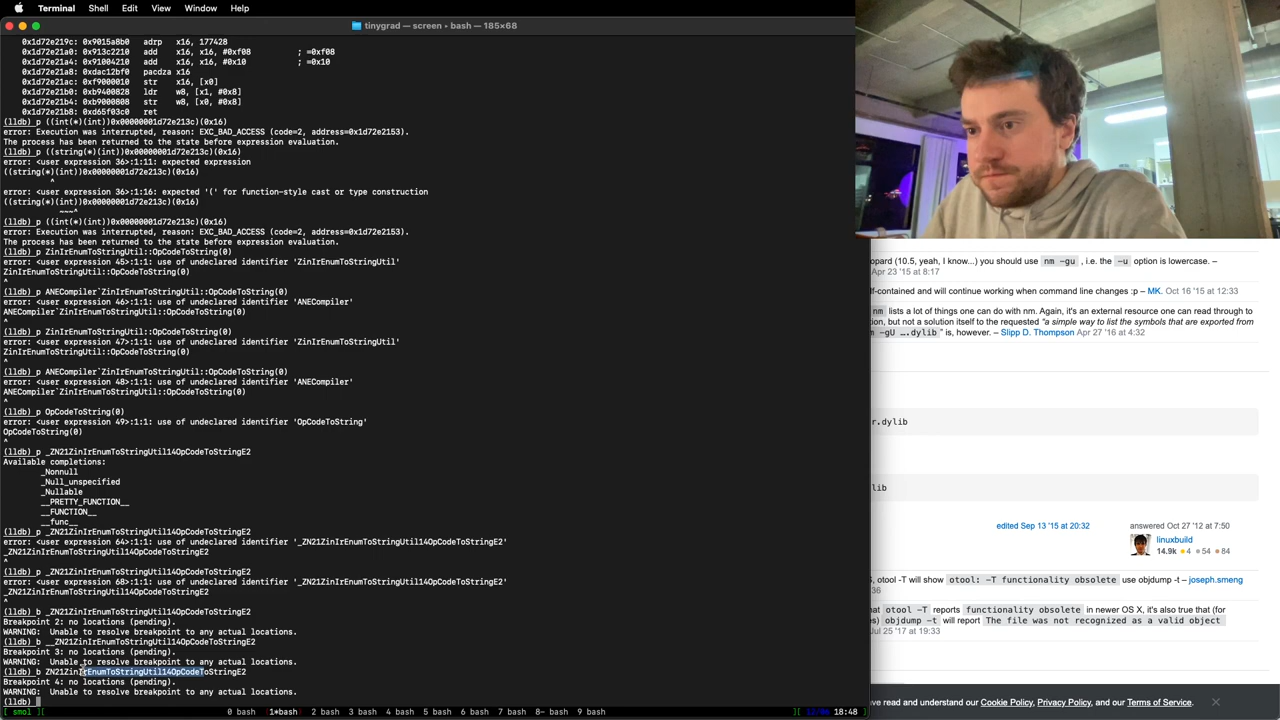 Terminal Shell Edit View Window Help
tinygrad — screen • bash — 185×68
0x1d72e219c: 0x9015a8b0 adrp x16, 177428
0x1d72e21a0: 0x913c2210 add x16, x16, #0xf08 ; =0xf08
0x1d72e21a4: 0x91004210 add x16, x16, #0x10 ; =0x10
0x1d72e21a8: 0xdac12bf0 pacdza x16
0x1d72e21ac: 0xf9000010 str x16, [x0]
0x1d72e21b0: 0xb9400828 ldr w8, [x1, #0x8]
0x1d72e21b4: 0xb9000808 str w8, [x0, #0x8]
0x1d72e21b8: 0xd65f03c0 ret
(lldb) p ((int(*)(int))0x00000001d72e213c)(0x16)
error: Execution was interrupted, reason: EXC_BAD_ACCESS (code=2, address=0x1d72e2153).
The process has been returned to the state before expression evaluation.
(lldb) p ((string(*)(int))0x00000001d72e213c)(0x16)
error: <user expression 36>:1:11: expected expression
((string(*)(int))0x00000001d72e213c)(0x16)
^
error: <user expression 36>:1:16: expected '(' for function-style cast or type construction
((string(*)(int))0x00000001d72e213c)(0x16)
~~~^
(lldb) p ((int(*)(int))0x00000001d72e213c)(0x16)
error: Execution was interrupted, reason: EXC_BAD_ACCESS (code=2, address=0x1d72e2153).
The process has been returned to the state before expression evaluation.
(lldb) p ZinIrEnumToStringUtil::OpCodeToString(0)
error: <user expression 45>:1:1: use of undeclared identifier 'ZinIrEnumToStringUtil'
ZinIrEnumToStringUtil::OpCodeToString(0)
^
(lldb) p ANECompiler`ZinIrEnumToStringUtil::OpCodeToString(0)
error: <user expression 46>:1:1: use of undeclared identifier 'ANECompiler'
^
(lldb) p ZinIrEnumToStringUtil::OpCodeToString(0)
error: <user expression 47>:1:1: use of undeclared identifier 'ZinIrEnumToStringUtil'
ZinIrEnumToStringUtil::OpCodeToString(0)
^
(lldb) p ANECompiler`ZinIrEnumToStringUtil::OpCodeToString(0)
error: <user expression 48>:1:1: use of undeclared identifier 'ANECompiler'
ANECompiler`ZinIrEnumToStringUtil::OpCodeToString(0)
^
(lldb) p OpCodeToString(0)
error: <user expression 49>:1:1: use of undeclared identifier 'OpCodeToString'
OpCodeToString(0)
^
(lldb) p _ZN21ZinIrEnumToStringUtil14OpCodeToStringE2
Available completions:
_Nonnull
_Null_unspecified
_Nullable
__PRETTY_FUNCTION__
__FUNCTION__
__func__
(lldb) p _ZN21ZinIrEnumToStringUtil14OpCodeToStringE2
error: <user expression 64>:1:1: use of undeclared identifier '_ZN21ZinIrEnumToStringUtil14OpCodeToStringE2'
_ZN21ZinIrEnumToStringUtil14OpCodeToStringE2
^
(lldb) p _ZN21ZinIrEnumToStringUtil14OpCodeToStringE2
error: <user expression 68>:1:1: use of undeclared identifier '_ZN21ZinIrEnumToStringUtil14OpCodeToStringE2'
_ZN21ZinIrEnumToStringUtil14OpCodeToStringE2
^
(lldb) b _ZN21ZinIrEnumToStringUtil14OpCodeToStringE2
Breakpoint 2: no locations (pending).
WARNING: Unable to resolve breakpoint to any actual locations.
(lldb) b __ZN21ZinIrEnumToStringUtil14OpCodeToStringE2
Breakpoint 3: no locations (pending).
WARNING: Unable to resolve breakpoint to any actual locations.
(lldb) b ZN21ZinIrEnumToStringUtil14OpCodeToStringE2
Breakpoint 4: no locations (pending).
WARNING: Unable to resolve breakpoint to any actual locations.
(lldb)
[ smol ][ 0 bash (1*bash) 2 bash 3 bash 4 bash 5 bash 6 bash 7 bash 8- bash 9 bash ][ 18:48 ]
opard (10.5, yeah, I know...) you should use nm -gu , i.e. the -u option is lowercase. –
Apr 23 '15 at 8:17
lf-contained and will continue working when command line changes :p – MK. Oct 16 '15 at 12:33
nm lists a lot of things one can do with nm. Again, it's an external resource one can read through to
tion, but not a solution itself to the requested "a simple way to list the symbols that are exported from
m -gU ….dylib" is, however. – Slipp D. Thompson Apr 27 '16 at 4:32
r.dylib
lib
edited Sep 13 '15 at 20:32
answered Oct 27 '12 at 7:50
linuxbuild
14.9k 4 54 84
S, otool -T will show otool: -T functionality obsolete use objdump -t – joseph.smeng
36
hat otool -T reports functionality obsolete in newer OS X, it's also true that (for
es) objdump -t will report The file was not recognized as a valid object
Jul 25 '17 at 19:33
ve read and understand our Cookie Policy, Privacy Policy, and our Terms of Service.